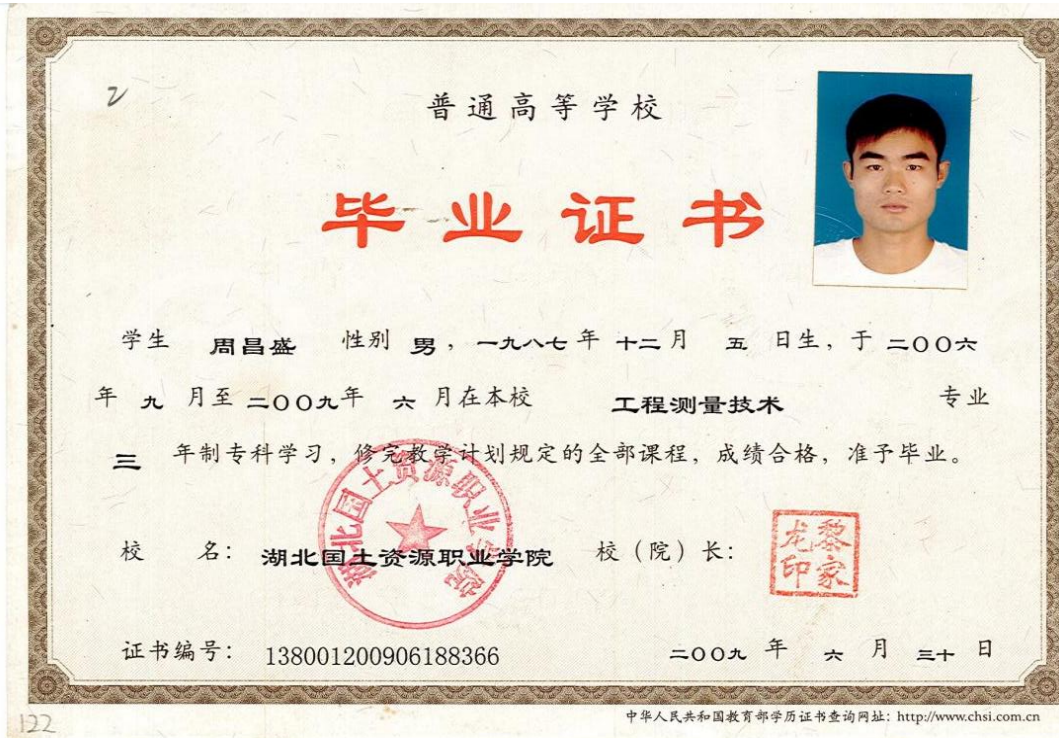 2
普通高等学校
毕业证书
学生 周昌盛 性别 男，一九八七年 十二月 五 日生，于 二〇〇六
年 九 月至 二〇〇九年 六 月在本校 工程测量技术 专业
三 年制专科学习，修完教学计划规定的全部课程，成绩合格，准予毕业。
湖北国土资源职业学院
校 名：湖北国土资源职业学院 校（院）长：
黎家龙印
证书编号：138001200906188366 二〇〇九 年 六 月 三十 日
中华人民共和国教育部学历证书查询网址：http://www.chsi.com.cn
122